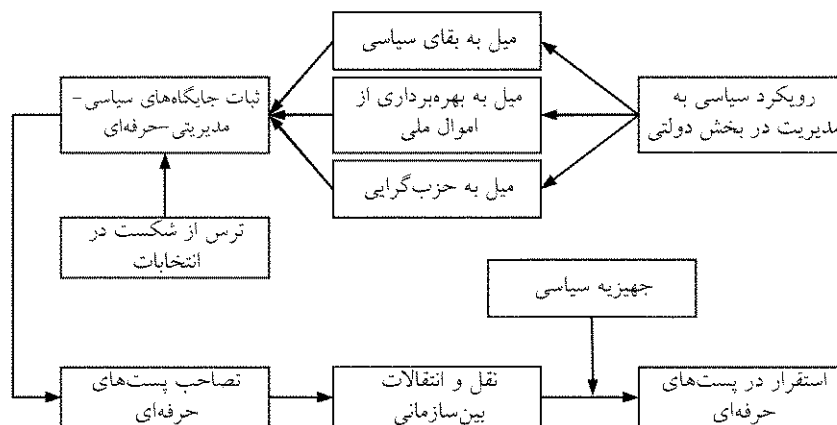 میل به بقای سیاسی
رویکرد سیاسی به
مدیریت در بخش دولتی
میل به بهره‌برداری از
اموال ملی
ثبات جایگاه‌های سیاسی-
مدیریتی-حرفه‌ای
میل به حزب‌گرایی
ترس از شکست در
انتخابات
جهیزیه سیاسی
استقرار در پست‌های
حرفه‌ای
نقل و انتقالات
بین‌سازمانی
تصاحب پست‌های
حرفه‌ای